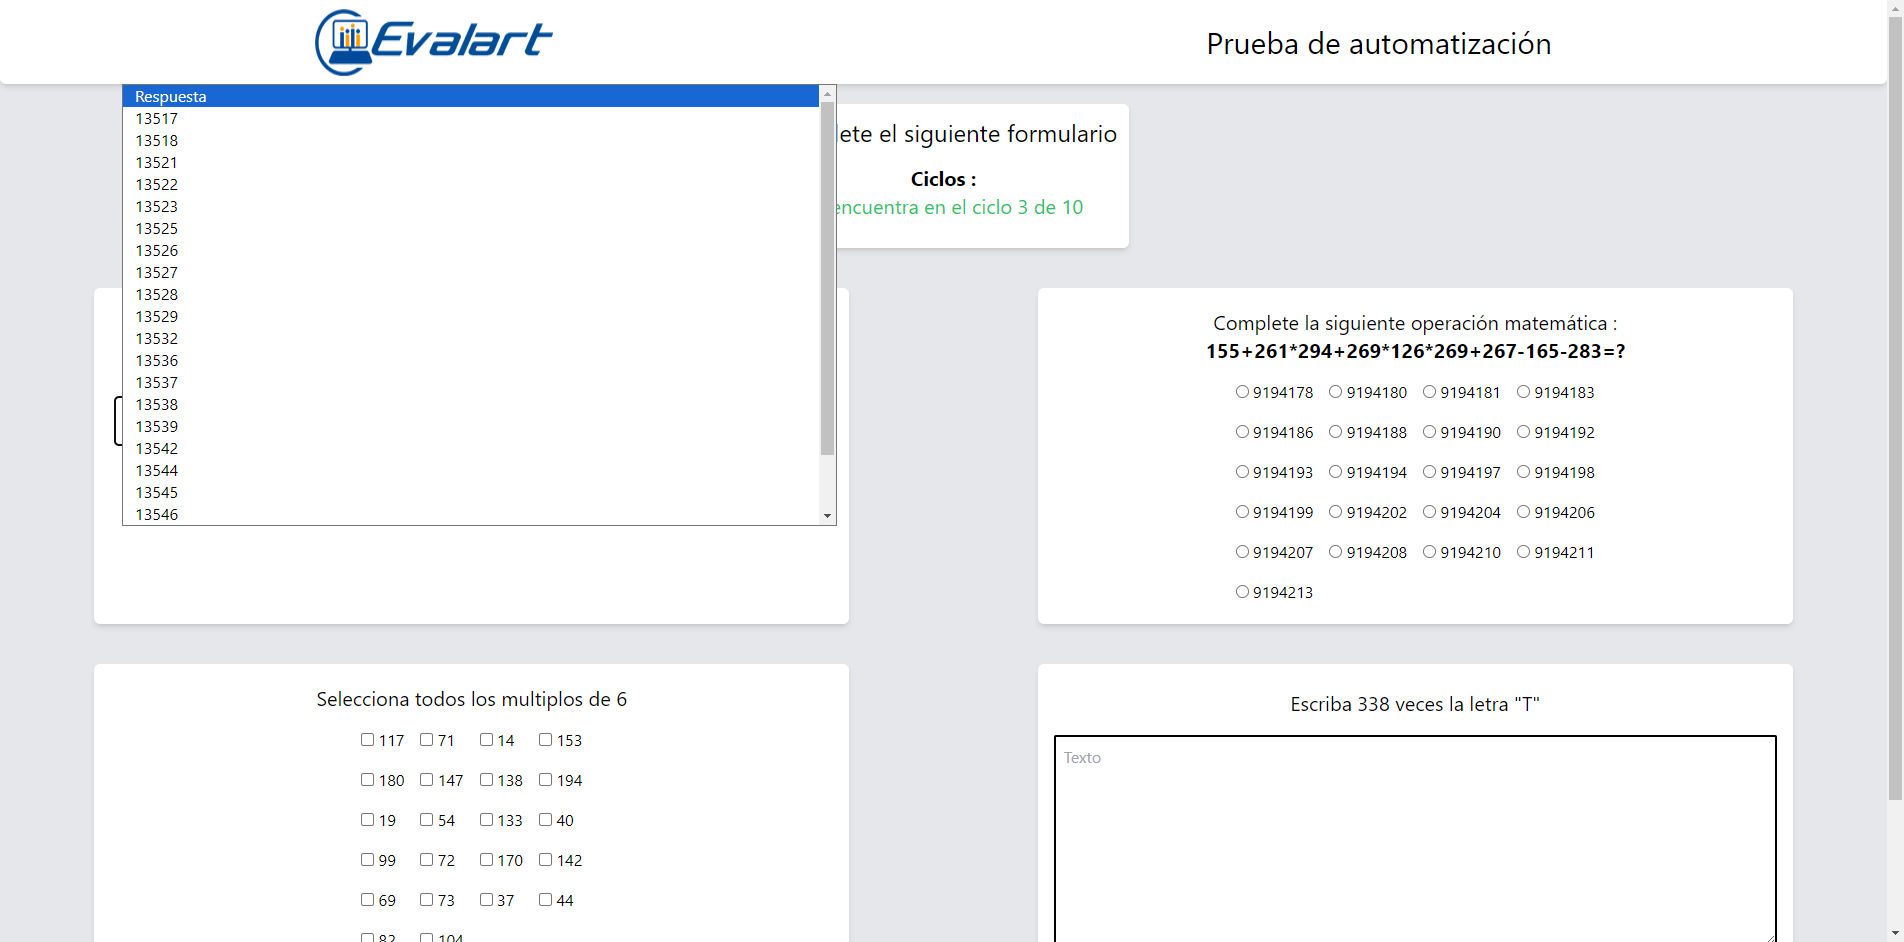 Evalart
Prueba de automatización
Respuesta
13517
13518
13521
13522
13523
13525
13526
13527
13528
13529
13532
13536
13537
13538
13539
13542
13544
13545
13546
ete el siguiente formulario
Ciclos :
encuentra en el ciclo 3 de 10
Complete la siguiente operación matemática :
155+261*294+269*126*269+267-165-283=?
9194178 9194180 9194181 9194183
9194186 9194188 9194190 9194192
9194193 9194194 9194197 9194198
9194199 9194202 9194204 9194206
9194207 9194208 9194210 9194211
9194213
Selecciona todos los multiplos de 6
117 71 14 153
180 147 138 194
19 54 133 40
99 72 170 142
69 73 37 44
82 104
Escriba 338 veces la letra "T"
Texto